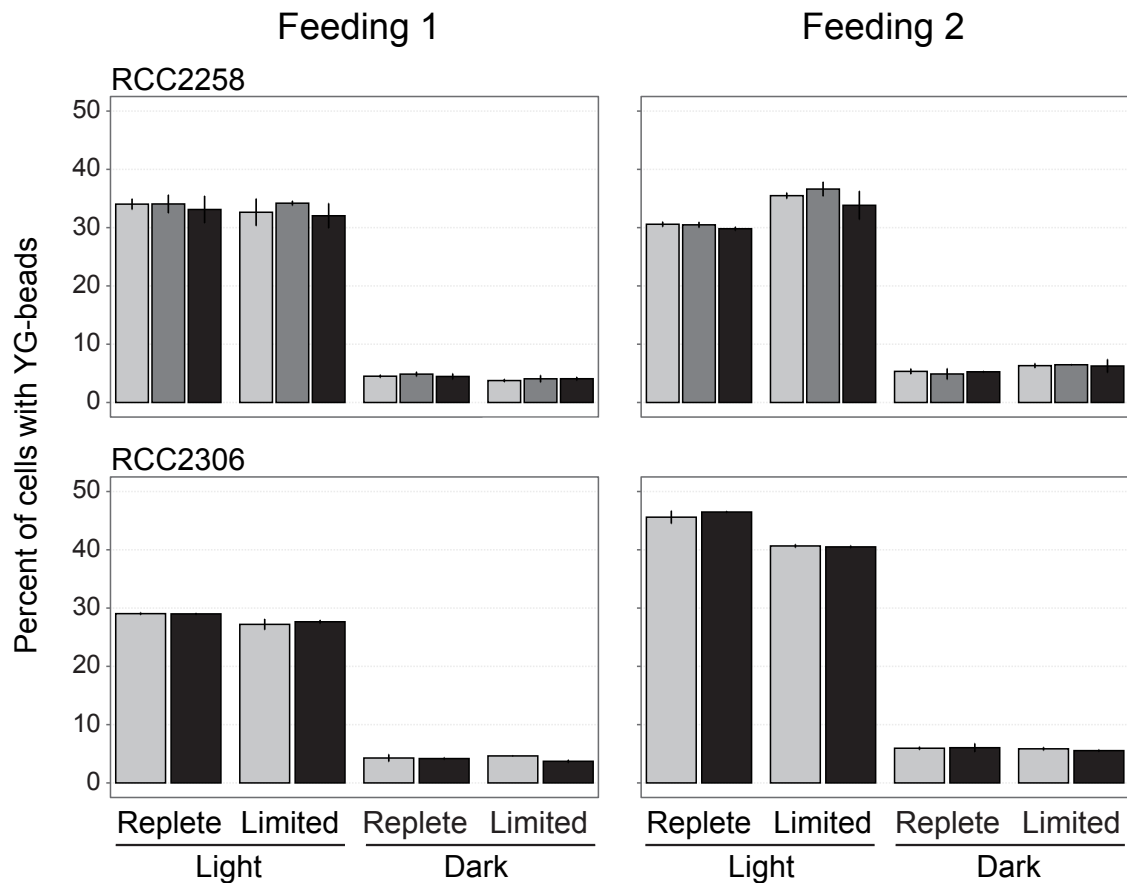 Feeding 1 Feeding 2
RCC2258
50
40
30
20
10
0
RCC2306
50
40
30
20
10
0
Percent of cells with YG-beads
Replete Limited Replete Limited Replete Limited Replete Limited
Light Dark Light Dark